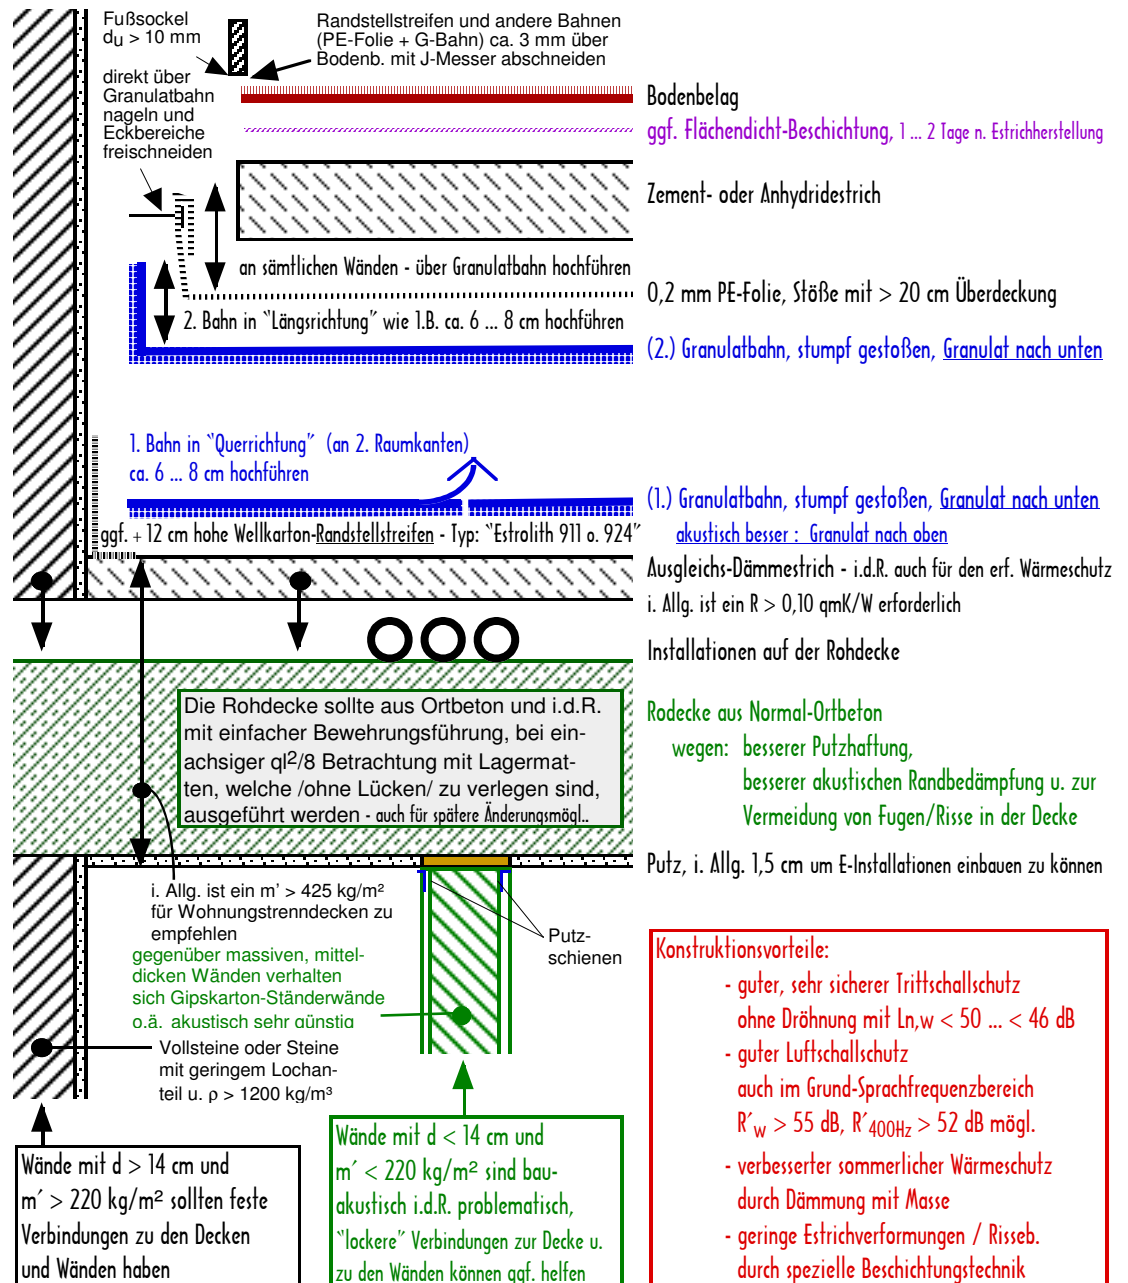 Fußsockel
du > 10 mm
Randstellstreifen und andere Bahnen
(PE-Folie + G-Bahn) ca. 3 mm über
Bodenb. mit J-Messer abschneiden
direkt über
Granulatbahn
nageln und
Eckbereiche
freischneiden
Bodenbelag
ggf. Flächendicht-Beschichtung, 1 ... 2 Tage n. Estrichherstellung
Zement- oder Anhydridestrich
an sämtlichen Wänden - über Granulatbahn hochführen
0,2 mm PE-Folie, Stöße mit > 20 cm Überdeckung
2. Bahn in "Längsrichtung" wie 1.B. ca. 6 ... 8 cm hochführen
(2.) Granulatbahn, stumpf gestoßen, Granulat nach unten
1. Bahn in "Querrichtung" (an 2. Raumkanten)
ca. 6 ... 8 cm hochführen
(1.) Granulatbahn, stumpf gestoßen, Granulat nach unten
akustisch besser : Granulat nach oben
ggf. + 12 cm hohe Wellkarton-Randstellstreifen - Typ: "Estrolith 911 o. 924"
Ausgleichs-Dämmestrich - i.d.R. auch für den erf. Wärmeschutz
i. Allg. ist ein R > 0,10 qmK/W erforderlich
Installationen auf der Rohdecke
Die Rohdecke sollte aus Ortbeton und i.d.R.
mit einfacher Bewehrungsführung, bei ein-
achsiger ql²/8 Betrachtung mit Lagermat-
ten, welche /ohne Lücken/ zu verlegen sind,
ausgeführt werden - auch für spätere Änderungsmögl..
Rodecke aus Normal-Ortbeton
wegen: besserer Putzhaftung,
besserer akustischen Randbedämpfung u. zur
Vermeidung von Fugen/Risse in der Decke
Putz, i. Allg. 1,5 cm um E-Installationen einbauen zu können
i. Allg. ist ein m' > 425 kg/m²
für Wohnungstrenndecken zu
empfehlen
gegenüber massiven, mittel-
dicken Wänden verhalten
sich Gipskarton-Ständerwände
o.ä. akustisch sehr günstig
Putz-
schienen
Vollsteine oder Steine
mit geringem Lochan-
teil u. ρ > 1200 kg/m³
Wände mit d > 14 cm und
m´ > 220 kg/m² sollten feste
Verbindungen zu den Decken
und Wänden haben
Wände mit d < 14 cm und
m´ < 220 kg/m² sind bau-
akustisch i.d.R. problematisch,
"lockere" Verbindungen zur Decke u.
zu den Wänden können ggf. helfen
Konstruktionsvorteile:
- guter, sehr sicherer Trittschallschutz
ohne Dröhnung mit Ln,w < 50 ... < 46 dB
- guter Luftschallschutz
auch im Grund-Sprachfrequenzbereich
R´w > 55 dB, R´400Hz > 52 dB mögl.
- verbesserter sommerlicher Wärmeschutz
durch Dämmung mit Masse
- geringe Estrichverformungen / Risseb.
durch spezielle Beschichtungstechnik